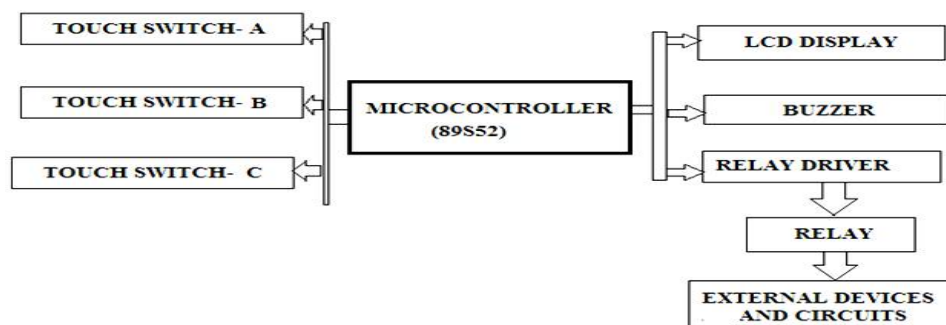 TOUCH SWITCH- A
TOUCH SWITCH- B
TOUCH SWITCH- C
MICROCONTROLLER
(89S52)
LCD DISPLAY
BUZZER
RELAY DRIVER
RELAY
EXTERNAL DEVICES
AND CIRCUITS